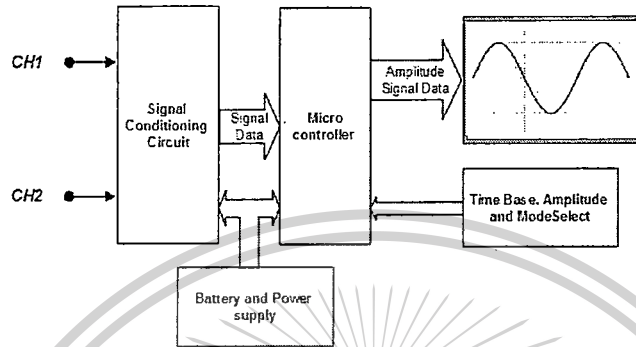 CH1
CH2
Signal
Conditioning
Circuit
Signal
Data
Micro
controller
Amplitude
Signal Data
Time Base. Amplitude
and ModeSelect
Battery and Power
supply